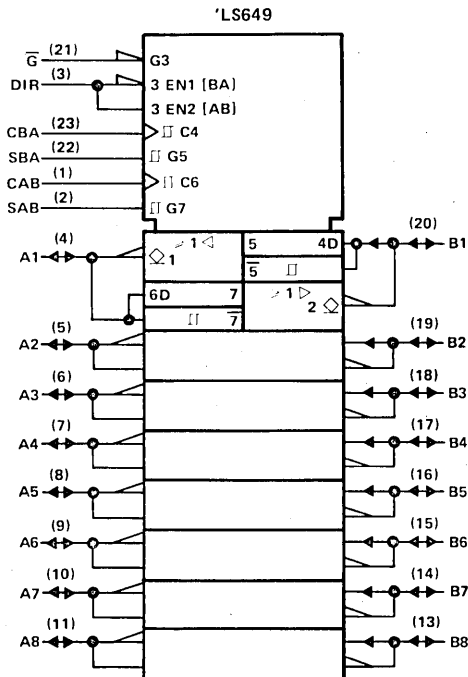 'LS649
G̅ (21) G3
DIR (3) 3 EN1 [BA]
3 EN2 [AB]
CBA (23) C4
SBA (22) G5
CAB (1) C6
SAB (2) G7
A1 (4) 1 ◁ 1 5 4D (20) B1
5̅
6D 7 1 ▷ 2
7̅
A2 (5) (19) B2
A3 (6) (18) B3
A4 (7) (17) B4
A5 (8) (16) B5
A6 (9) (15) B6
A7 (10) (14) B7
A8 (11) (13) B8